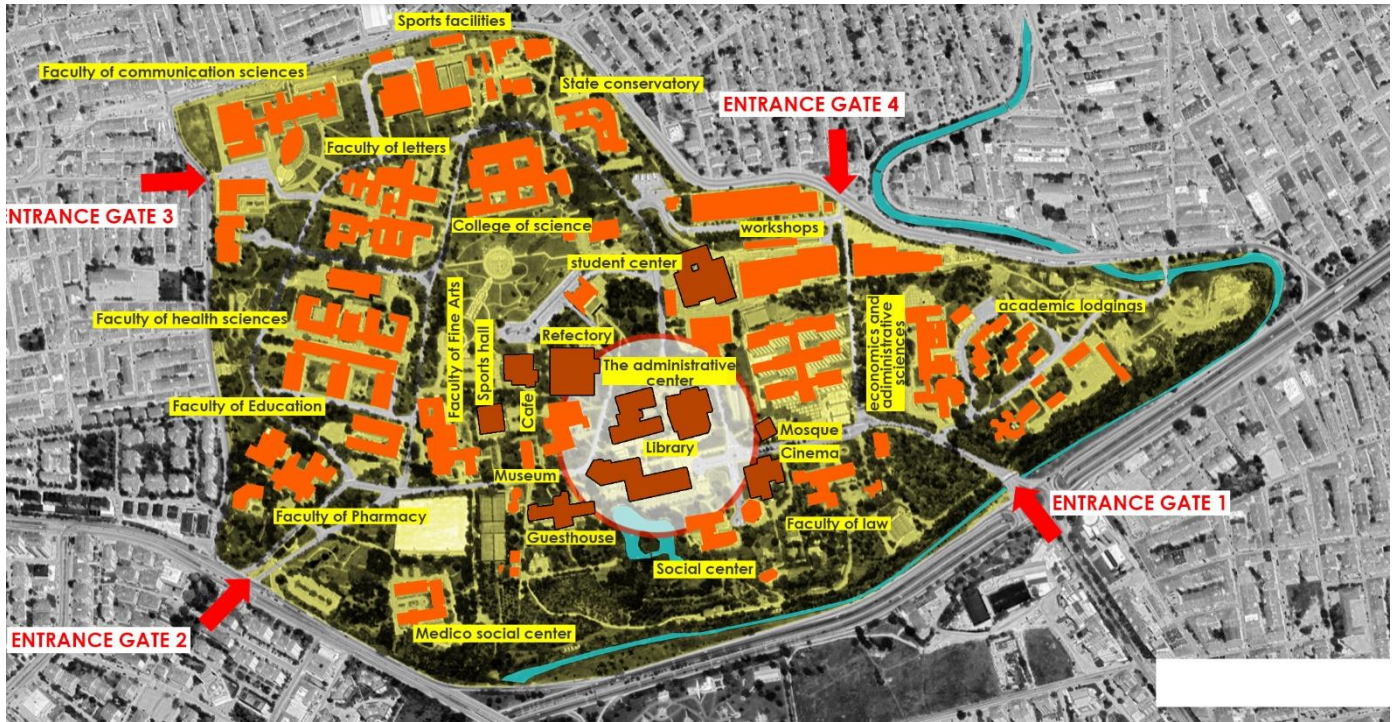 Sports facilities
Faculty of communication sciences
State conservatory
ENTRANCE GATE 4
Faculty of letters
ENTRANCE GATE 3
College of science
workshops
student center
academic lodgings
Faculty of health sciences
Faculty of Fine Arts
Sports hall
Refectory
Cafe
The administrative
center
economics and
adiministrative
sciences
Faculty of Education
Mosque
Library
Cinema
Museum
ENTRANCE GATE 1
Faculty of Pharmacy
Guesthouse
Faculty of law
Social center
Medico social center
ENTRANCE GATE 2